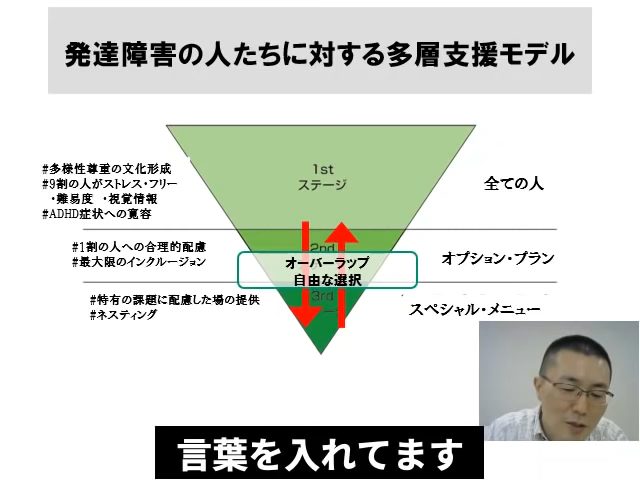 発達障害の人たちに対する多層支援モデル
#多様性尊重の文化形成
#9割の人がストレス・フリー
・難易度 ・視覚情報
#ADHD症状への寛容
1st
ステージ
全ての人
#1割の人への合理的配慮
#最大限のインクルージョン
2nd
オーバーラップ
自由な選択
オプション・プラン
#特有の課題に配慮した場の提供
#ネスティング
3rd
スペシャル・メニュー
言葉を入れてます